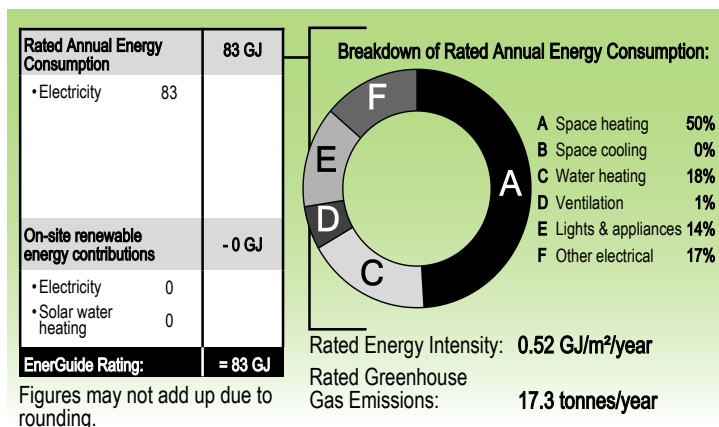 Rated Annual Energy
Consumption
83 GJ
• Electricity 83
On-site renewable
energy contributions
- 0 GJ
• Electricity 0
• Solar water
heating 0
EnerGuide Rating: = 83 GJ
Figures may not add up due to
rounding.
Breakdown of Rated Annual Energy Consumption:
F
E
D
C
A
A Space heating 50%
B Space cooling 0%
C Water heating 18%
D Ventilation 1%
E Lights & appliances 14%
F Other electrical 17%
Rated Energy Intensity: 0.52 GJ/m²/year
Rated Greenhouse
Gas Emissions: 17.3 tonnes/year